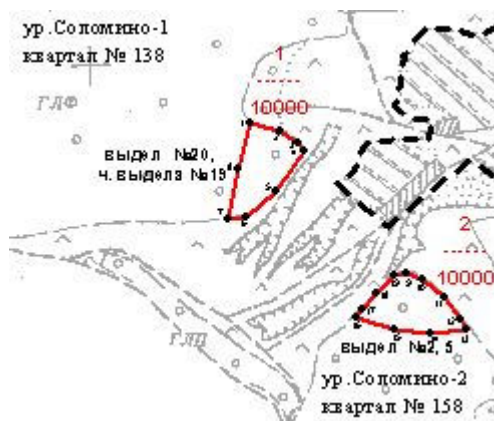 ур.Соломино-1
квартал № 138
1
10000
ГЛФ
выдел №20,
ч. выдела №19
2
10000
ГЛФ
выдел №2, 5
ур.Соломино-2
квартал № 158